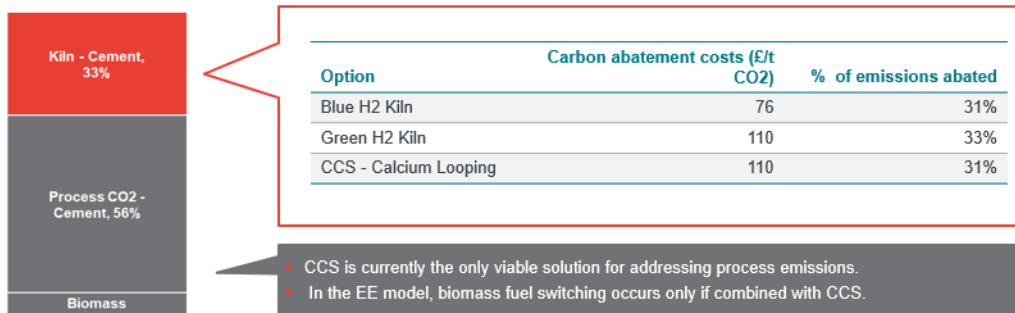 Kiln - Cement,
33%
Process CO2 -
Cement, 56%
Biomass
Carbon abatement costs (£/t
Option CO2) % of emissions abated
Blue H2 Kiln 76 31%
Green H2 Kiln 110 33%
CCS - Calcium Looping 110 31%
CCS is currently the only viable solution for addressing process emissions.
In the EE model, biomass fuel switching occurs only if combined with CCS.